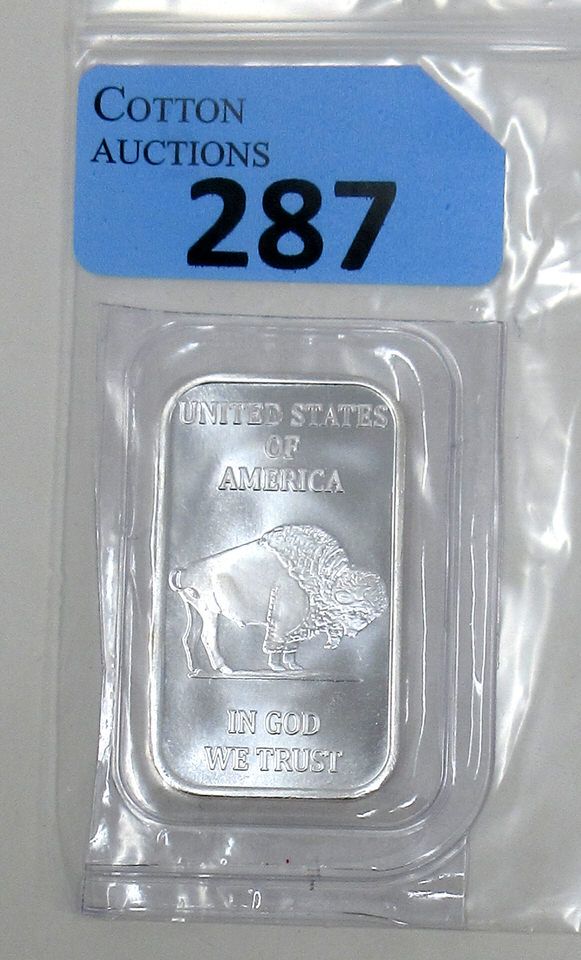 COTTON
AUCTIONS
287
UNITED STATES
OF
AMERICA
IN GOD
WE TRUST